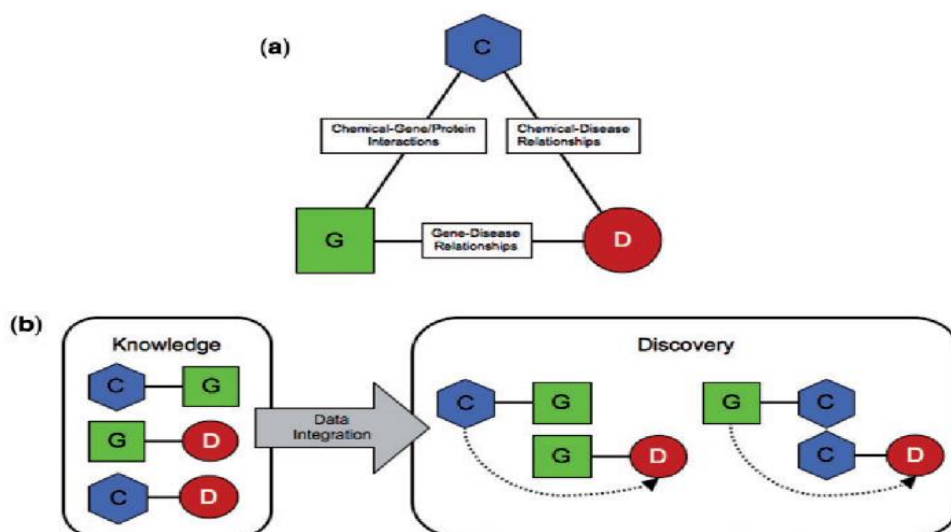 (a)
C
Chemical-Gene/Protein
Interactions
Chemical-Disease
Relationships
G
Gene-Disease
Relationships
D
(b)
Knowledge
C G
G D
C D
Data
Integration
Discovery
C G
G D
G C
C D